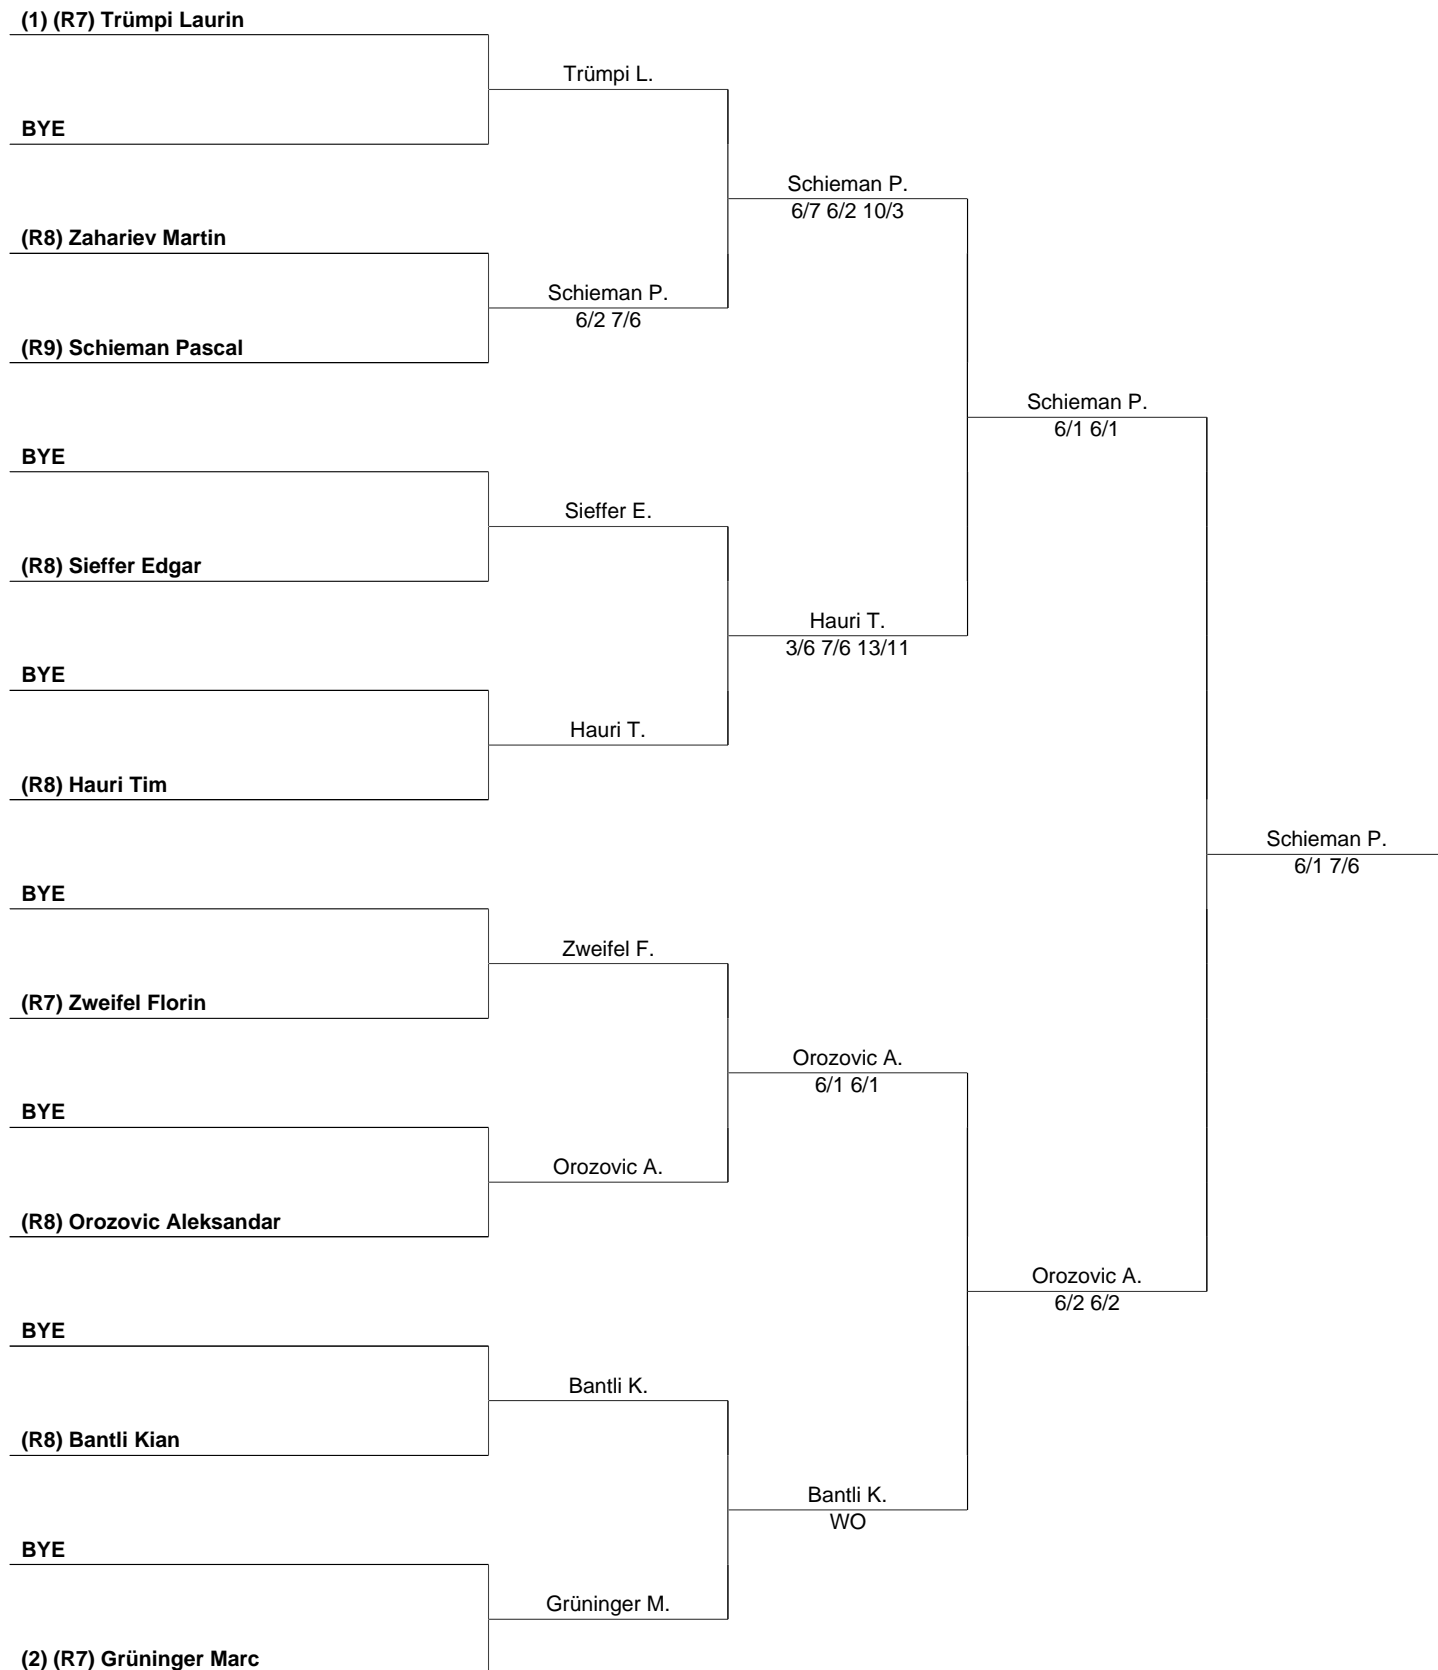 (1) (R7) Trümpi Laurin
Trümpi L.
BYE
Schieman P.
6/7 6/2 10/3
(R8) Zahariev Martin
Schieman P.
6/2 7/6
(R9) Schieman Pascal
Schieman P.
6/1 6/1
BYE
Sieffer E.
(R8) Sieffer Edgar
Hauri T.
3/6 7/6 13/11
BYE
Hauri T.
(R8) Hauri Tim
Schieman P.
6/1 7/6
BYE
Zweifel F.
(R7) Zweifel Florin
Orozovic A.
6/1 6/1
BYE
Orozovic A.
(R8) Orozovic Aleksandar
Orozovic A.
6/2 6/2
BYE
Bantli K.
(R8) Bantli Kian
Bantli K.
WO
BYE
Grüninger M.
(2) (R7) Grüninger Marc